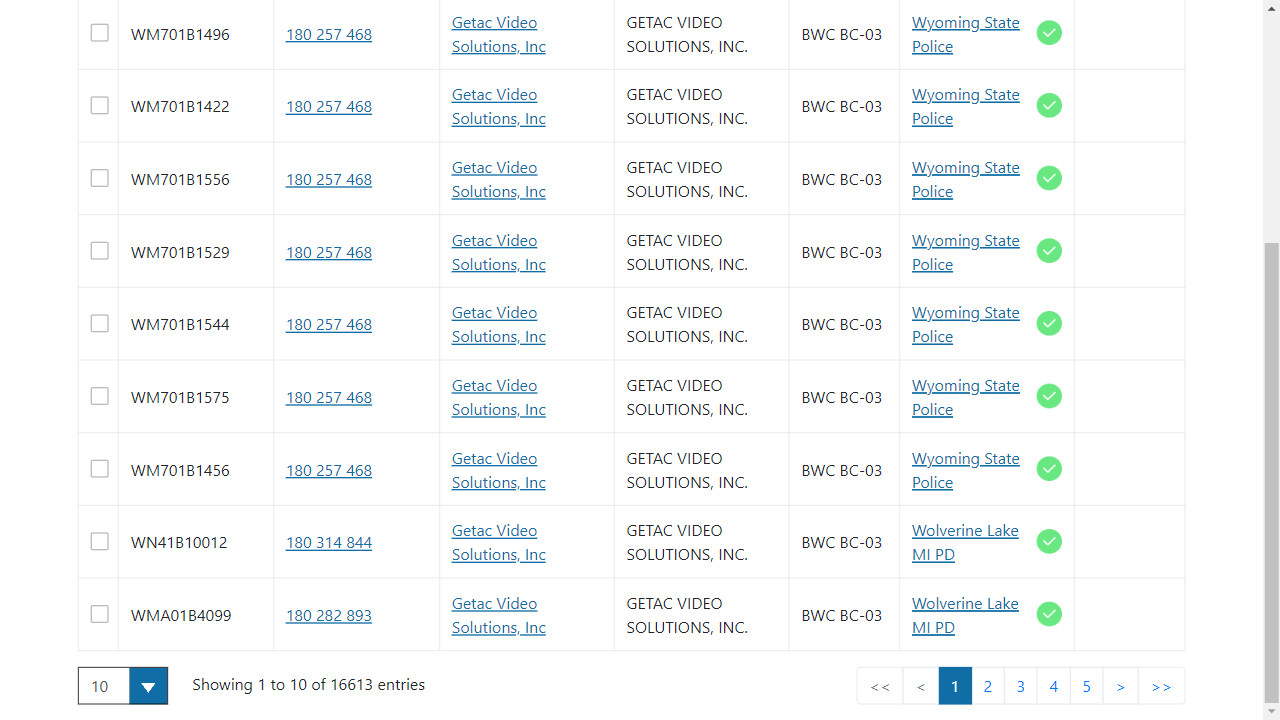 WM701B1496 180 257 468 Getac Video Solutions, Inc GETAC VIDEO SOLUTIONS, INC. BWC BC-03 Wyoming State Police
WM701B1422 180 257 468 Getac Video Solutions, Inc GETAC VIDEO SOLUTIONS, INC. BWC BC-03 Wyoming State Police
WM701B1556 180 257 468 Getac Video Solutions, Inc GETAC VIDEO SOLUTIONS, INC. BWC BC-03 Wyoming State Police
WM701B1529 180 257 468 Getac Video Solutions, Inc GETAC VIDEO SOLUTIONS, INC. BWC BC-03 Wyoming State Police
WM701B1544 180 257 468 Getac Video Solutions, Inc GETAC VIDEO SOLUTIONS, INC. BWC BC-03 Wyoming State Police
WM701B1575 180 257 468 Getac Video Solutions, Inc GETAC VIDEO SOLUTIONS, INC. BWC BC-03 Wyoming State Police
WM701B1456 180 257 468 Getac Video Solutions, Inc GETAC VIDEO SOLUTIONS, INC. BWC BC-03 Wyoming State Police
WN41B10012 180 314 844 Getac Video Solutions, Inc GETAC VIDEO SOLUTIONS, INC. BWC BC-03 Wolverine Lake MI PD
WMA01B4099 180 282 893 Getac Video Solutions, Inc GETAC VIDEO SOLUTIONS, INC. BWC BC-03 Wolverine Lake MI PD
10 Showing 1 to 10 of 16613 entries << < 1 2 3 4 5 > >>